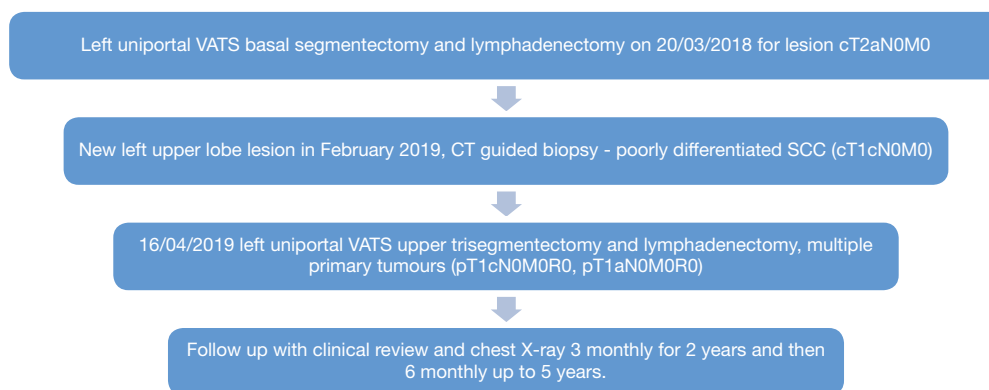 Left uniportal VATS basal segmentectomy and lymphadenectomy on 20/03/2018 for lesion cT2aN0M0
New left upper lobe lesion in February 2019, CT guided biopsy - poorly differentiated SCC (cT1cN0M0)
16/04/2019 left uniportal VATS upper trisegmentectomy and lymphadenectomy, multiple
primary tumours (pT1cN0M0R0, pT1aN0M0R0)
Follow up with clinical review and chest X-ray 3 monthly for 2 years and then
6 monthly up to 5 years.